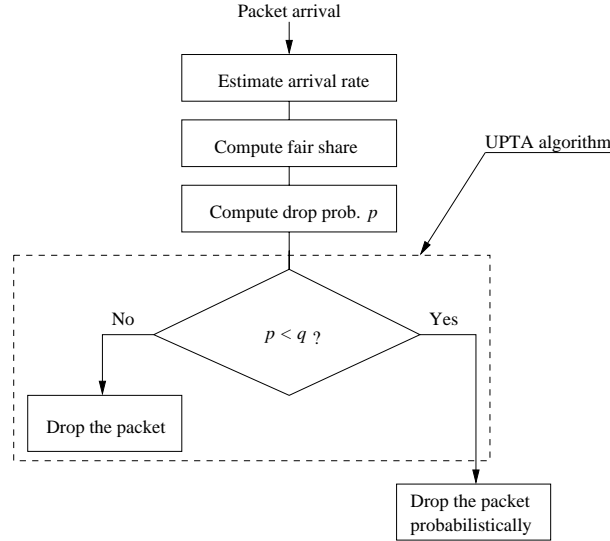 Packet arrival
Estimate arrival rate
Compute fair share
UPTA algorithm
Compute drop prob. p
No
p < q ?
Yes
Drop the packet
Drop the packet
probabilistically